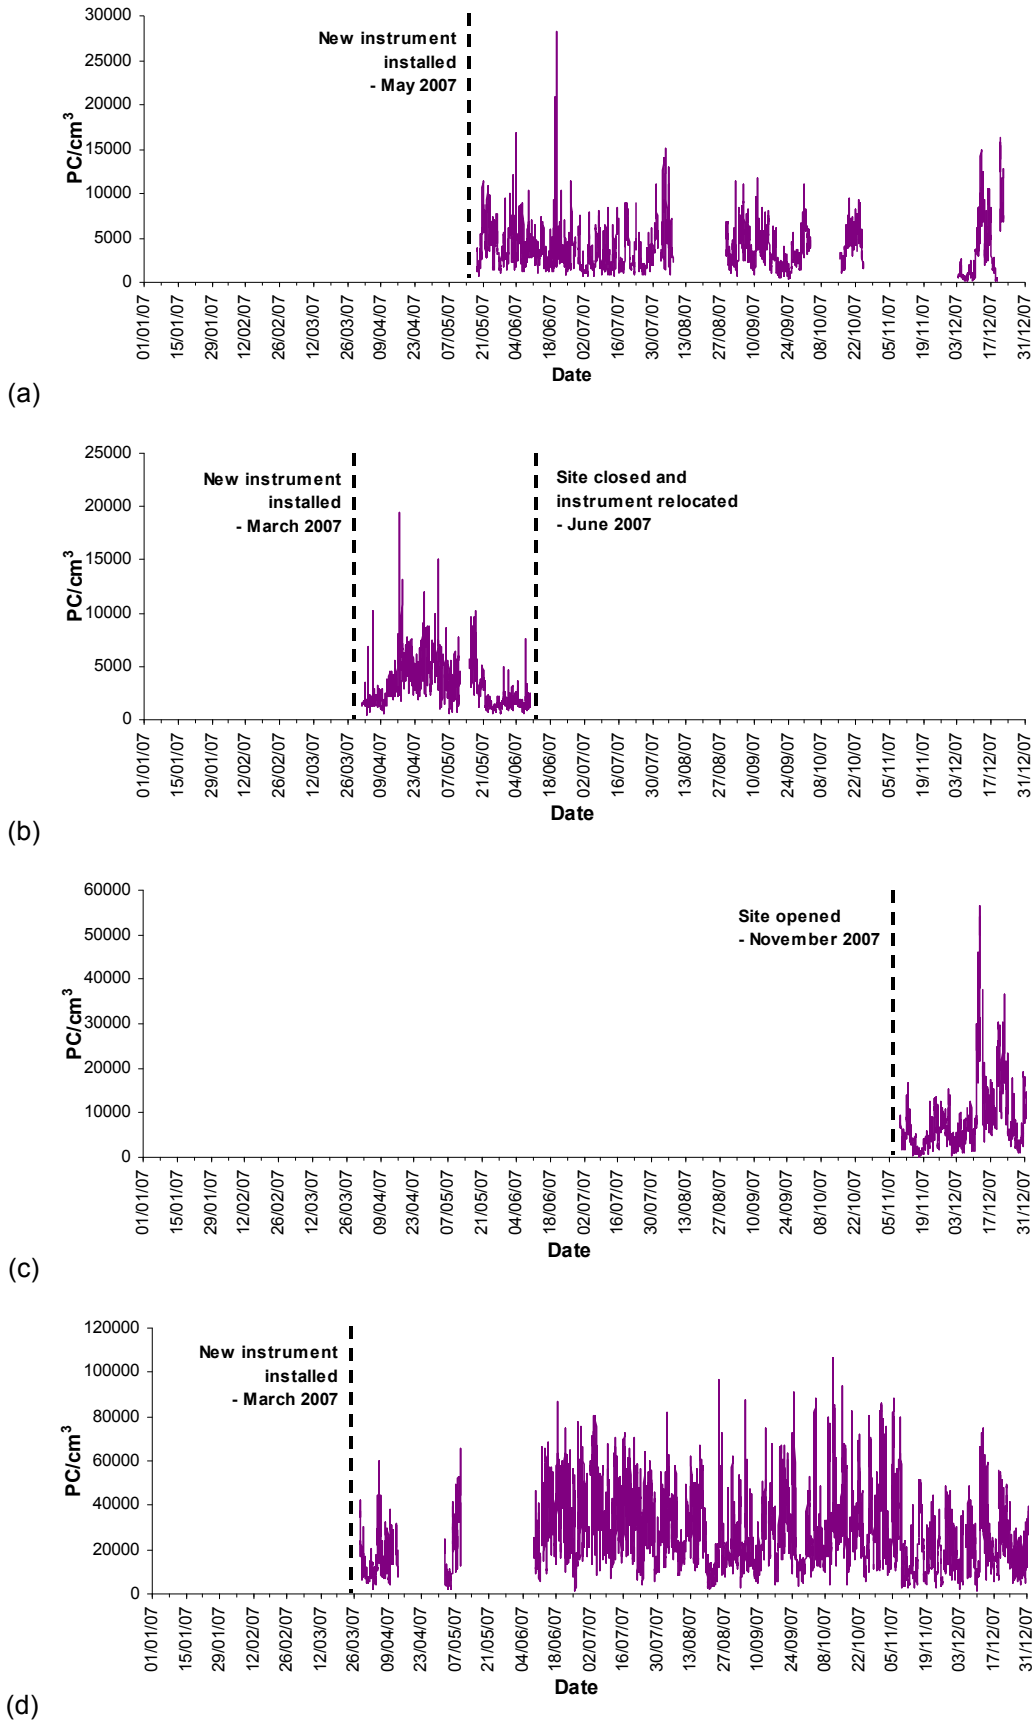 30000
25000
20000
15000
10000
5000
0
PC/cm³
New instrument
installed
- May 2007
01/01/07 15/01/07 29/01/07 12/02/07 26/02/07 12/03/07 26/03/07 09/04/07 23/04/07 07/05/07 21/05/07 04/06/07 18/06/07 02/07/07 16/07/07 30/07/07 13/08/07 27/08/07 10/09/07 24/09/07 08/10/07 22/10/07 05/11/07 19/11/07 03/12/07 17/12/07 31/12/07
Date
(a)
25000
20000
15000
10000
5000
0
PC/cm³
New instrument
installed
- March 2007
Site closed and
instrument relocated
- June 2007
01/01/07 15/01/07 29/01/07 12/02/07 26/02/07 12/03/07 26/03/07 09/04/07 23/04/07 07/05/07 21/05/07 04/06/07 18/06/07 02/07/07 16/07/07 30/07/07 13/08/07 27/08/07 10/09/07 24/09/07 08/10/07 22/10/07 05/11/07 19/11/07 03/12/07 17/12/07 31/12/07
Date
(b)
60000
50000
40000
30000
20000
10000
0
PC/cm³
Site opened
- November 2007
01/01/07 15/01/07 29/01/07 12/02/07 26/02/07 12/03/07 26/03/07 09/04/07 23/04/07 07/05/07 21/05/07 04/06/07 18/06/07 02/07/07 16/07/07 30/07/07 13/08/07 27/08/07 10/09/07 24/09/07 08/10/07 22/10/07 05/11/07 19/11/07 03/12/07 17/12/07 31/12/07
Date
(c)
120000
100000
80000
60000
40000
20000
0
PC/cm³
New instrument
installed
- March 2007
01/01/07 15/01/07 29/01/07 12/02/07 26/02/07 12/03/07 26/03/07 09/04/07 23/04/07 07/05/07 21/05/07 04/06/07 18/06/07 02/07/07 16/07/07 30/07/07 13/08/07 27/08/07 10/09/07 24/09/07 08/10/07 22/10/07 05/11/07 19/11/07 03/12/07 17/12/07 31/12/07
Date
(d)